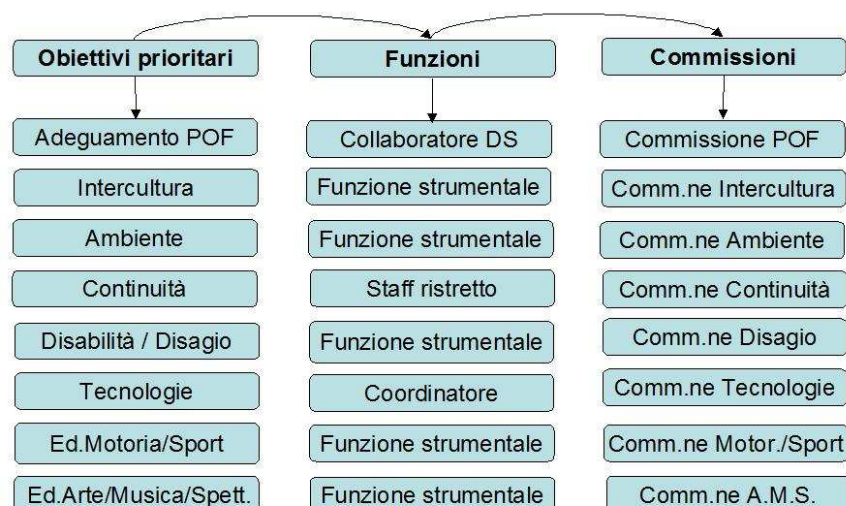 Obiettivi prioritari
Funzioni
Commissioni
Adeguamento POF
Collaboratore DS
Commissione POF
Intercultura
Funzione strumentale
Comm.ne Intercultura
Ambiente
Funzione strumentale
Comm.ne Ambiente
Continuità
Staff ristretto
Comm.ne Continuità
Disabilità / Disagio
Funzione strumentale
Comm.ne Disagio
Tecnologie
Coordinatore
Comm.ne Tecnologie
Ed.Motoria/Sport
Funzione strumentale
Comm.ne Motor./Sport
Ed.Arte/Musica/Spett.
Funzione strumentale
Comm.ne A.M.S.